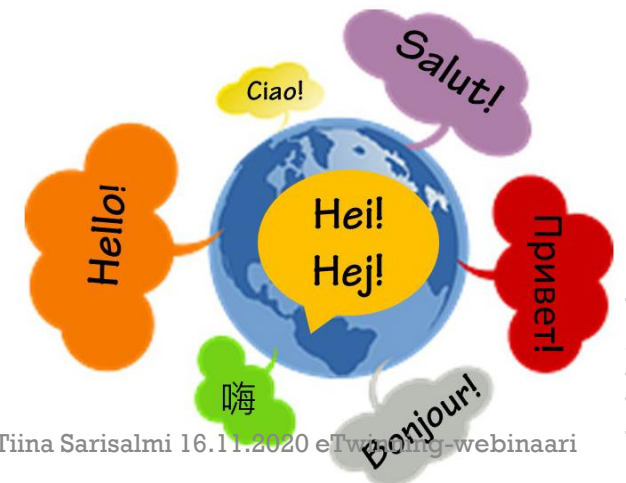 Ciao!
Salut!
Hello!
Hei!
Hej!
Привет!
嗨
Bonjour!
Tiina Sarisalmi 16.11.2020 eTwinning-webinaari